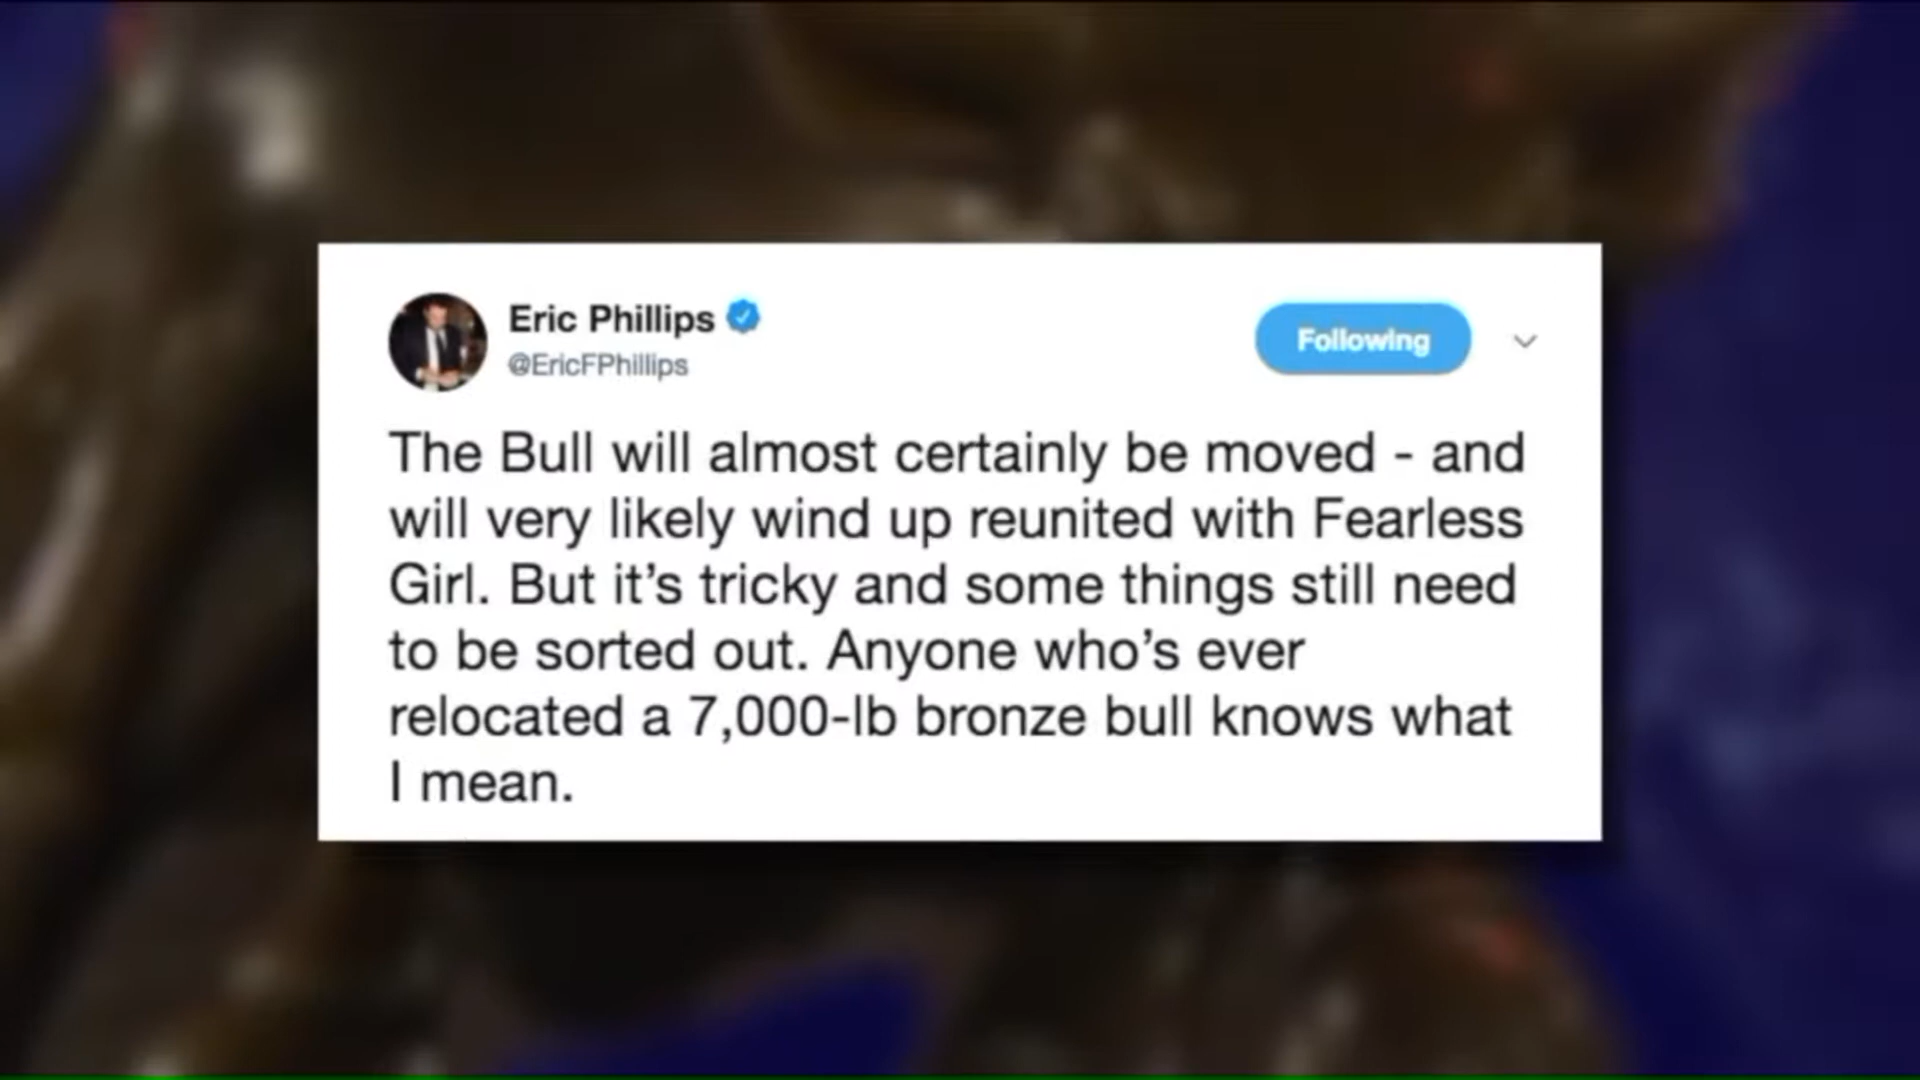 Eric Phillips
@EricFPhillips
Following
The Bull will almost certainly be moved - and
will very likely wind up reunited with Fearless
Girl. But it’s tricky and some things still need
to be sorted out. Anyone who’s ever
relocated a 7,000-lb bronze bull knows what
I mean.